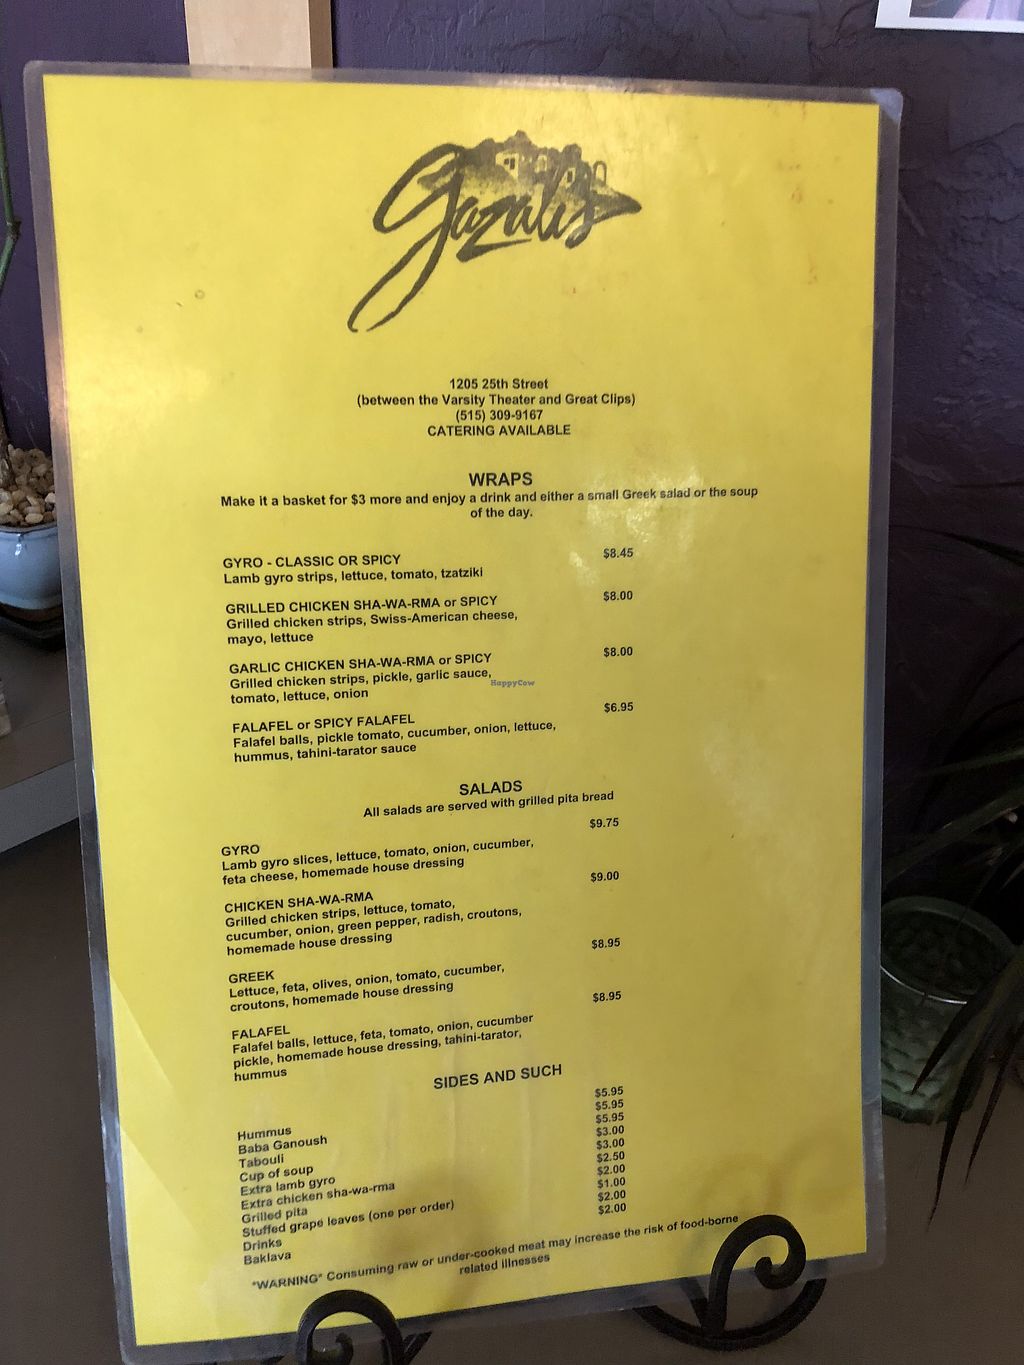 Gazalis
1205 25th Street
(between the Varsity Theater and Great Clips)
(515) 309-9167
CATERING AVAILABLE
WRAPS
Make it a basket for $3 more and enjoy a drink and either a small Greek salad or the soup
of the day.
GYRO - CLASSIC OR SPICY $8.45
Lamb gyro strips, lettuce, tomato, tzatziki
GRILLED CHICKEN SHA-WA-RMA or SPICY $8.00
Grilled chicken strips, Swiss-American cheese,
mayo, lettuce
GARLIC CHICKEN SHA-WA-RMA or SPICY $8.00
Grilled chicken strips, pickle, garlic sauce,
tomato, lettuce, onion
HappyCow
FALAFEL or SPICY FALAFEL $6.95
Falafel balls, pickle tomato, cucumber, onion, lettuce,
hummus, tahini-tarator sauce
SALADS
All salads are served with grilled pita bread
GYRO $9.75
Lamb gyro slices, lettuce, tomato, onion, cucumber,
feta cheese, homemade house dressing
CHICKEN SHA-WA-RMA $9.00
Grilled chicken strips, lettuce, tomato,
cucumber, onion, green pepper, radish, croutons,
homemade house dressing
GREEK $8.95
Lettuce, feta, olives, onion, tomato, cucumber,
croutons, homemade house dressing
FALAFEL $8.95
Falafel balls, lettuce, feta, tomato, onion, cucumber
pickle, homemade house dressing, tahini-tarator,
hummus
SIDES AND SUCH
Hummus $5.95
Baba Ganoush $5.95
Tabouli $5.95
Cup of soup $3.00
Extra lamb gyro $3.00
Extra chicken sha-wa-rma $2.50
Grilled pita $2.00
Stuffed grape leaves (one per order) $1.00
Drinks $2.00
Baklava $2.00
*WARNING* Consuming raw or under-cooked meat may increase the risk of food-borne
related illnesses